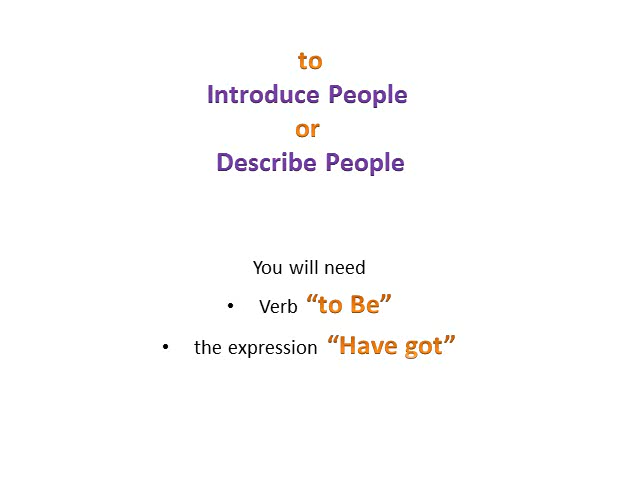 to
Introduce People
or
Describe People
You will need
• Verb “to Be”
• the expression “Have got”